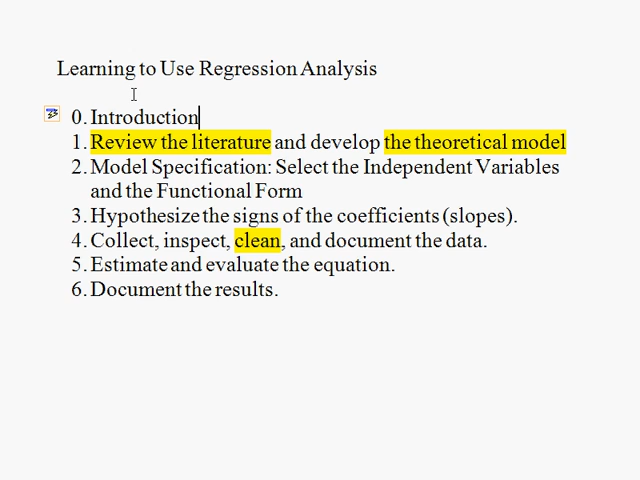 Learning to Use Regression Analysis
0. Introduction
1. Review the literature and develop the theoretical model
2. Model Specification: Select the Independent Variables
and the Functional Form
3. Hypothesize the signs of the coefficients (slopes).
4. Collect, inspect, clean, and document the data.
5. Estimate and evaluate the equation.
6. Document the results.